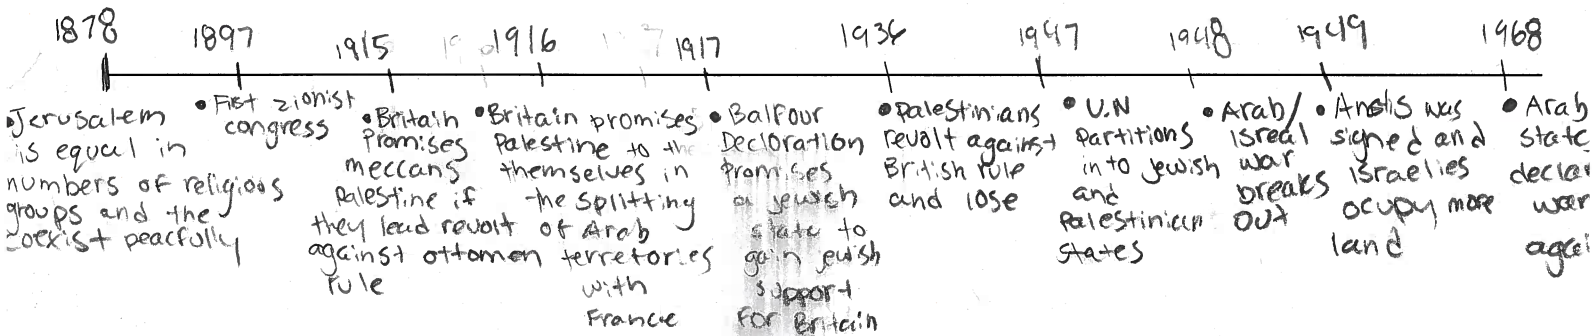 1878
1897
1915
1916
1917
1936
1947
1948
1949
1968
•Jerusalem
is equal in
numbers of religios
groups and the
coexist peacfully
• Fist zionist
congress
•Britain
Promises
meccans
Palestine if
they lead revolt
against ottomen
rule
•Britain promises
Palestine to the
themselves in
the splitting
of Arab
terretories
with
France
• Balfour
Decloration
Promises
a jewish
state to
gain jewish
support
for Britain
•Palestinians
revolt against
British rule
and lose
• U.N
partitions
into jewish
and
Palestinian
states
• Arab/
isreal
war
breaks
out
• was
signed and
israelies
ocupy more
land
• Arab
state
declar
war
agai